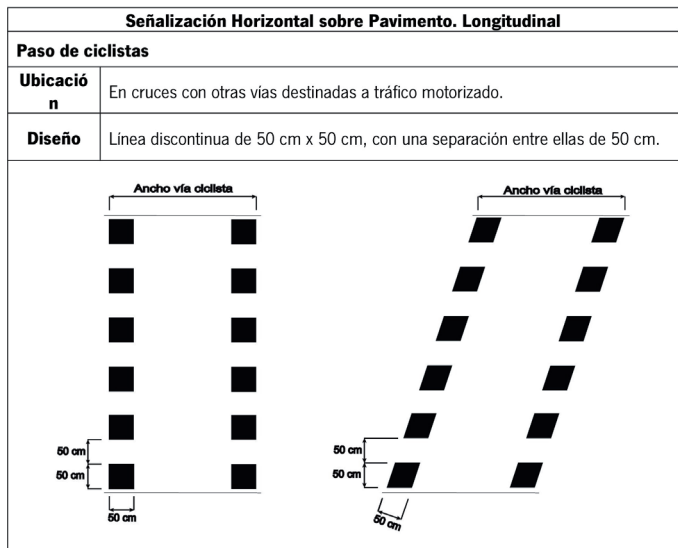 Señalización Horizontal sobre Pavimento. Longitudinal
Paso de ciclistas
Ubicació
n
En cruces con otras vías destinadas a tráfico motorizado.
Diseño
Línea discontinua de 50 cm x 50 cm, con una separación entre ellas de 50 cm.
Ancho vía ciclista
Ancho vía ciclista
50 cm
50 cm
50 cm
50 cm
50 cm
50 cm